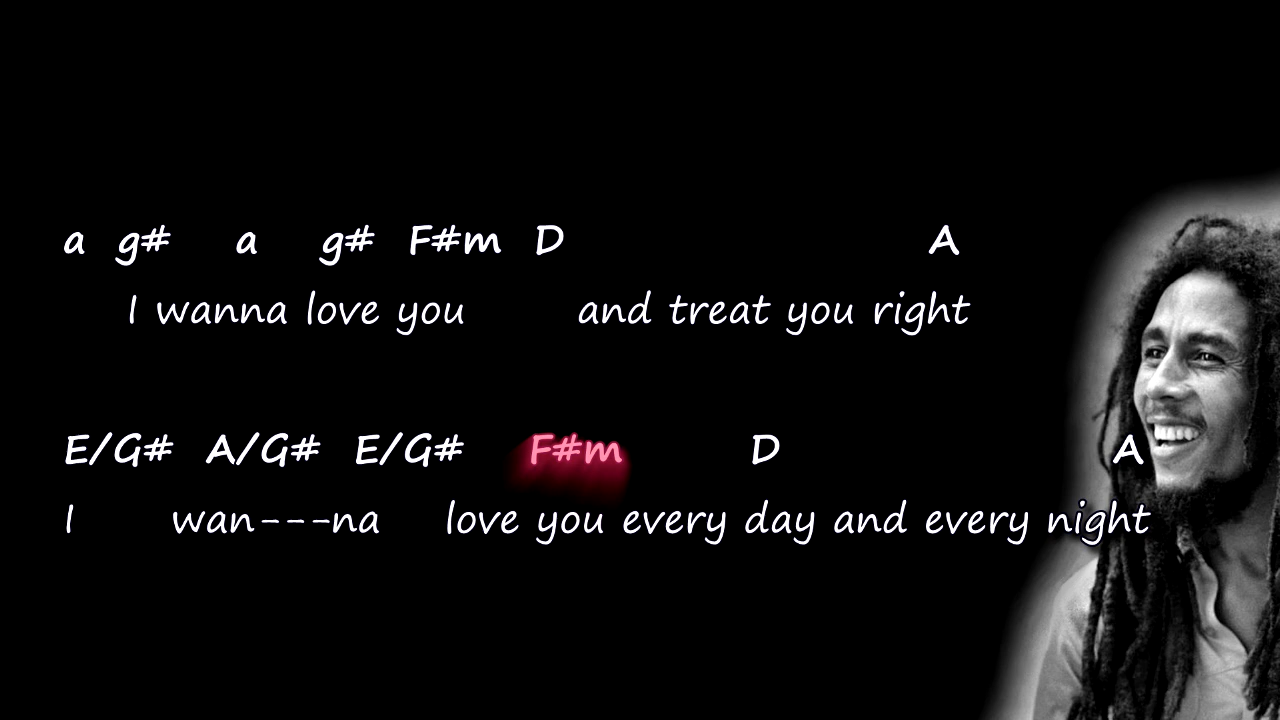 a g# a g# F#m D A
I wanna love you and treat you right
E/G# A/G# E/G# F#m D A
I wan---na love you every day and every night